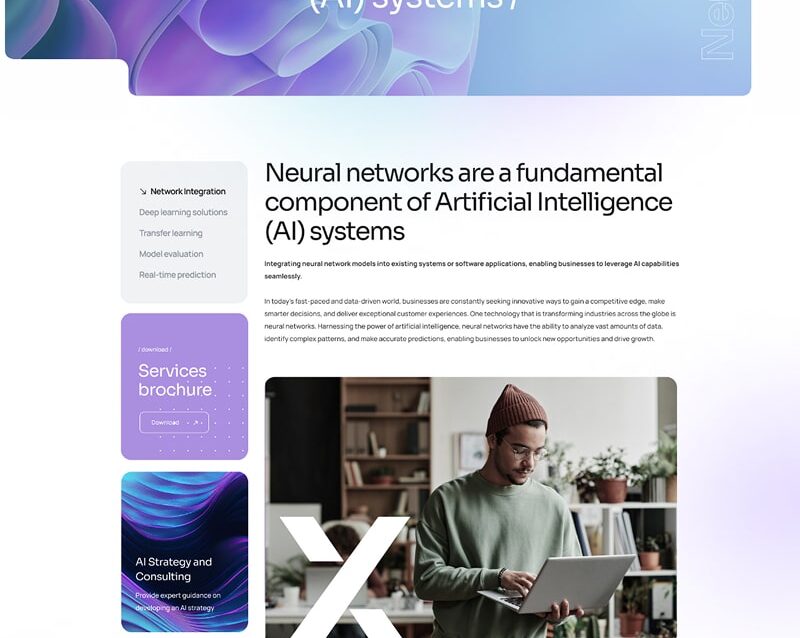 (AI) systems /
Ne
Network Integration
Deep learning solutions
Transfer learning
Model evaluation
Real-time prediction
/ download /
Services
brochure
Download
AI Strategy and
Consulting
Provide expert guidance on
developing an AI strategy
Neural networks are a fundamental
component of Artificial Intelligence
(AI) systems
Integrating neural network models into existing systems or software applications, enabling businesses to leverage AI capabilities
seamlessly.
In today's fast-paced and data-driven world, businesses are constantly seeking innovative ways to gain a competitive edge, make
smarter decisions, and deliver exceptional customer experiences. One technology that is transforming industries across the globe is
neural networks. Harnessing the power of artificial intelligence, neural networks have the ability to analyze vast amounts of data,
identify complex patterns, and make accurate predictions, enabling businesses to unlock new opportunities and drive growth.
X